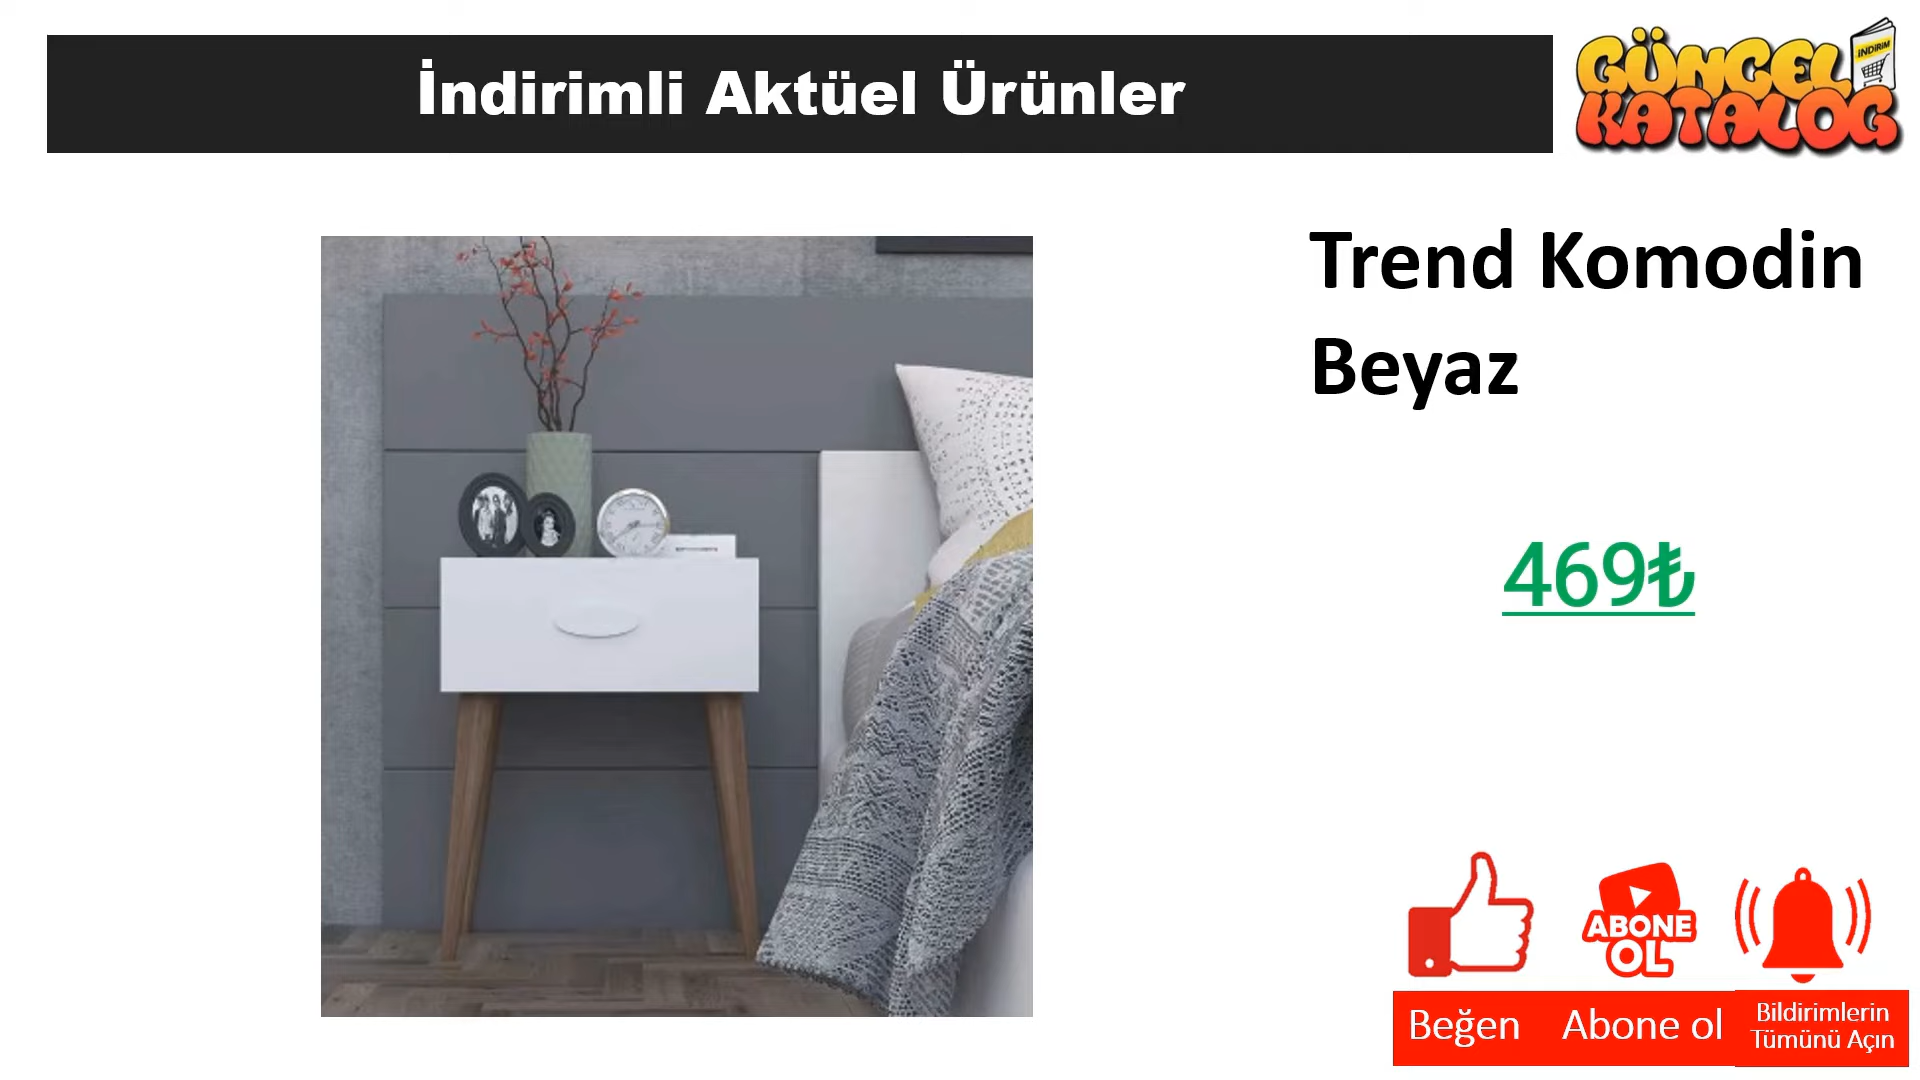 İndirimli Aktüel Ürünler
GÜNCEL
KATALOG
İNDİRİM
Trend Komodin
Beyaz
469₺
ABONE
OL
Beğen
Abone ol
Bildirimlerin
Tümünü Açın